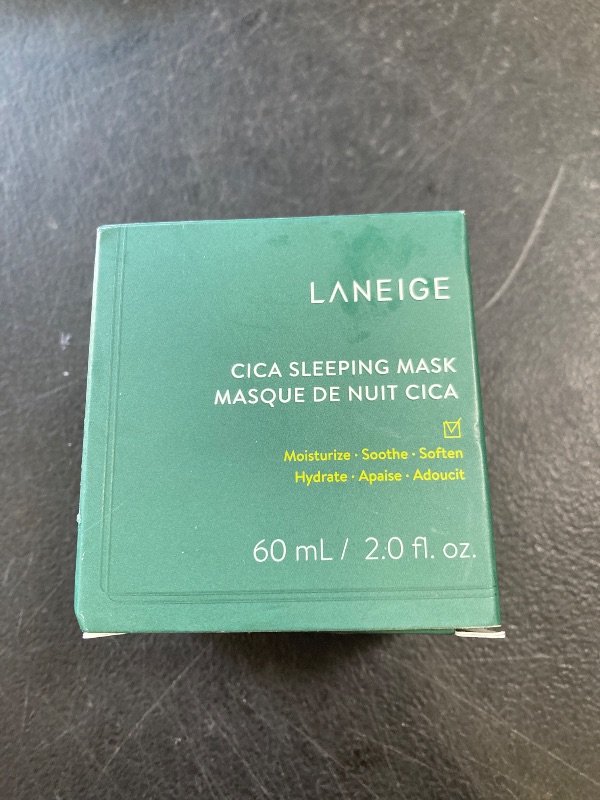 LANEIGE
CICA SLEEPING MASK
MASQUE DE NUIT CICA
Moisturize · Soothe · Soften
Hydrate · Apaise · Adoucit
60 mL / 2.0 fl. oz.